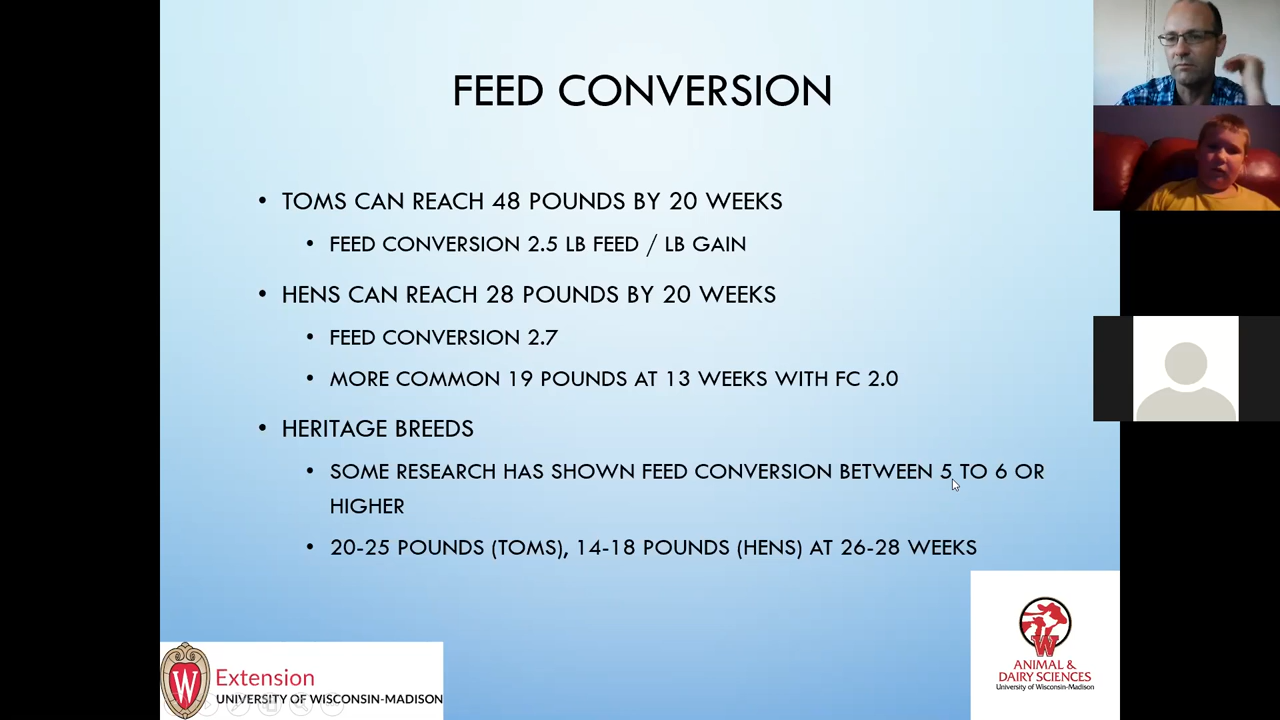 FEED CONVERSION
• TOMS CAN REACH 48 POUNDS BY 20 WEEKS
• FEED CONVERSION 2.5 LB FEED / LB GAIN
• HENS CAN REACH 28 POUNDS BY 20 WEEKS
• FEED CONVERSION 2.7
• MORE COMMON 19 POUNDS AT 13 WEEKS WITH FC 2.0
• HERITAGE BREEDS
• SOME RESEARCH HAS SHOWN FEED CONVERSION BETWEEN 5 TO 6 OR
HIGHER
• 20-25 POUNDS (TOMS), 14-18 POUNDS (HENS) AT 26-28 WEEKS
W
Extension
UNIVERSITY OF WISCONSIN-MADISON
W
ANIMAL &
DAIRY SCIENCES
University of Wisconsin-Madison